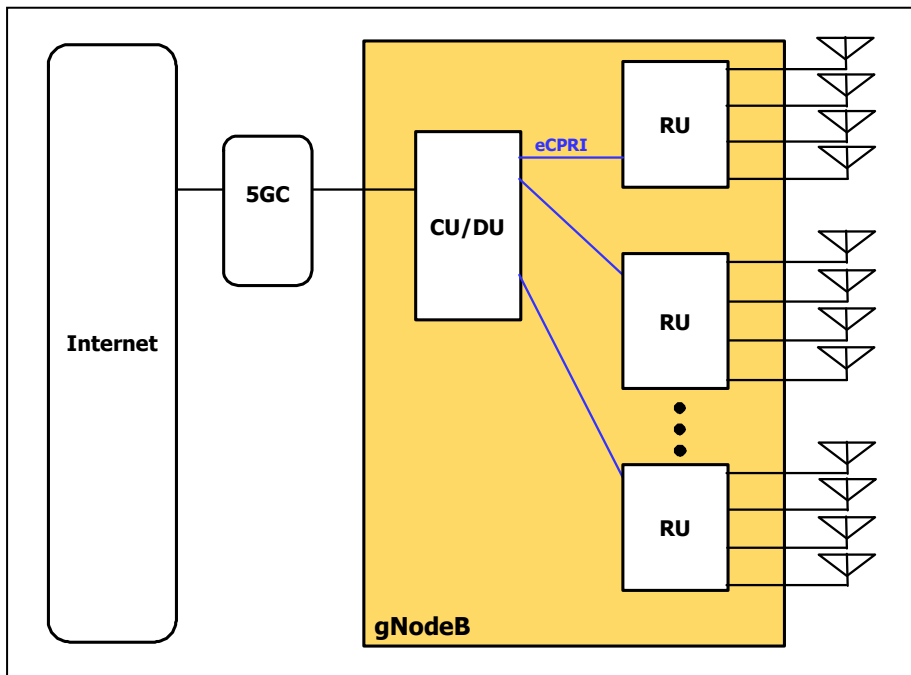 Internet
5GC
CU/DU
eCPRI
RU
RU
RU
gNodeB